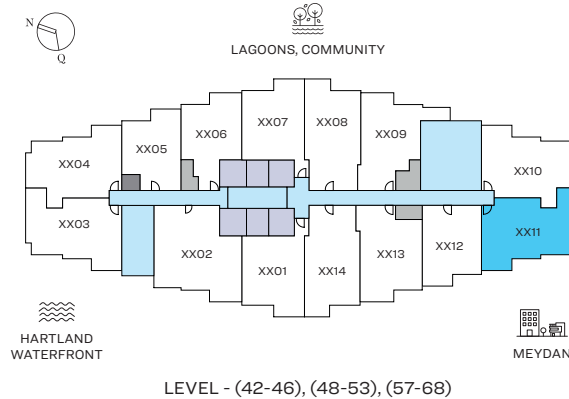 N
Q
LAGOONS, COMMUNITY
XX07
XX08
XX06
XX09
XX05
XX04
XX10
XX03
XX11
XX02
XX12
XX01
XX14
XX13
HARTLAND
WATERFRONT
MEYDAN
LEVEL - (42-46), (48-53), (57-68)